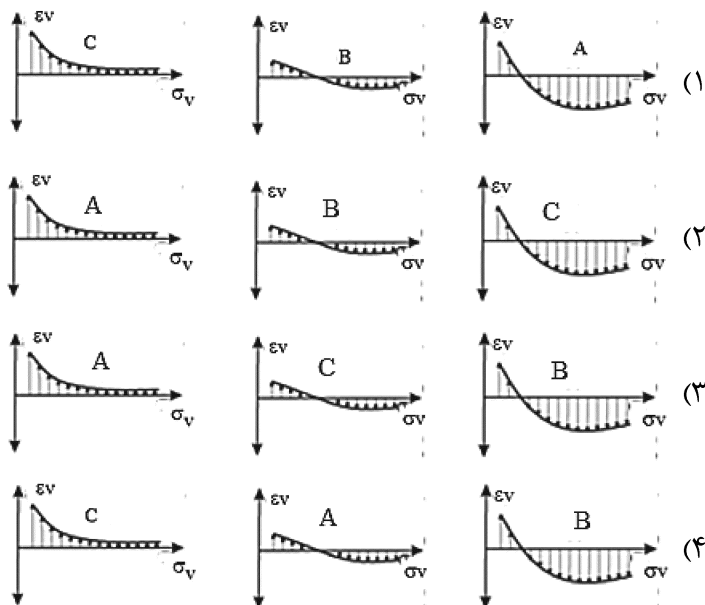 εv C σv εv B σv εv A σv (۱
εv A σv εv B σv εv C σv (۲
εv A σv εv C σv εv B σv (۳
εv C σv εv A σv εv B σv (۴